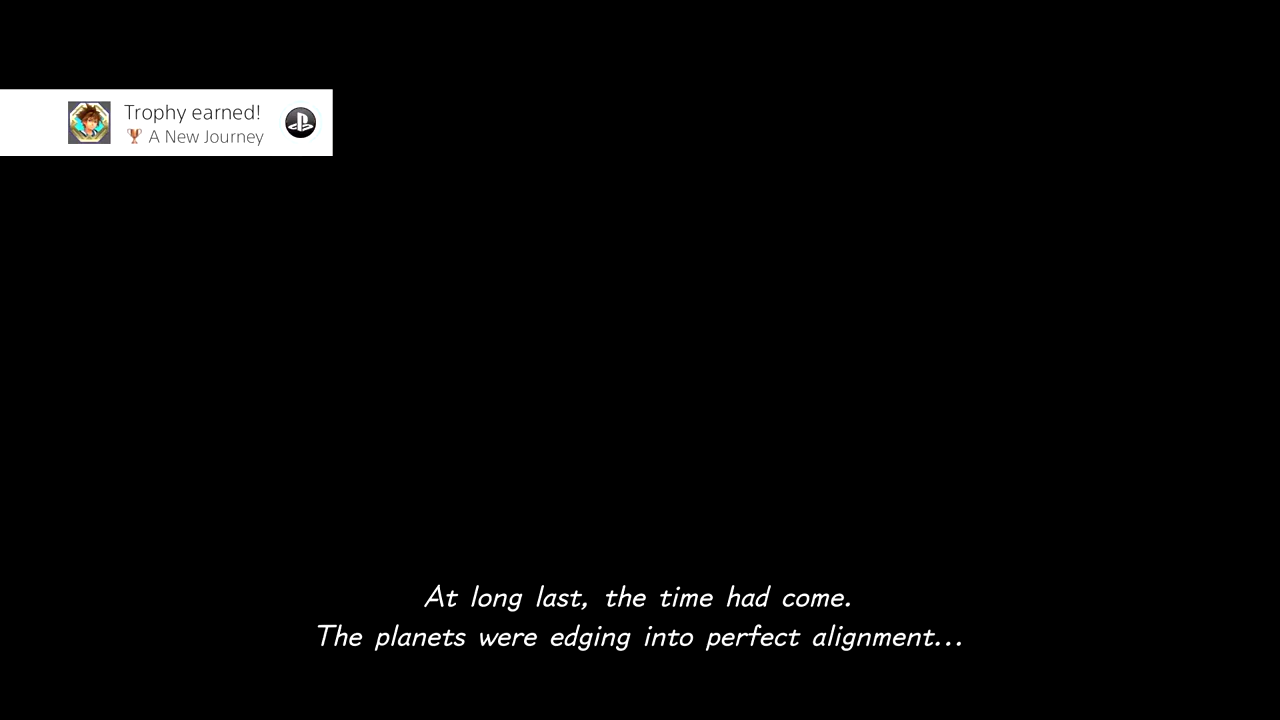 Trophy earned!
A New Journey
At long last, the time had come.
The planets were edging into perfect alignment...